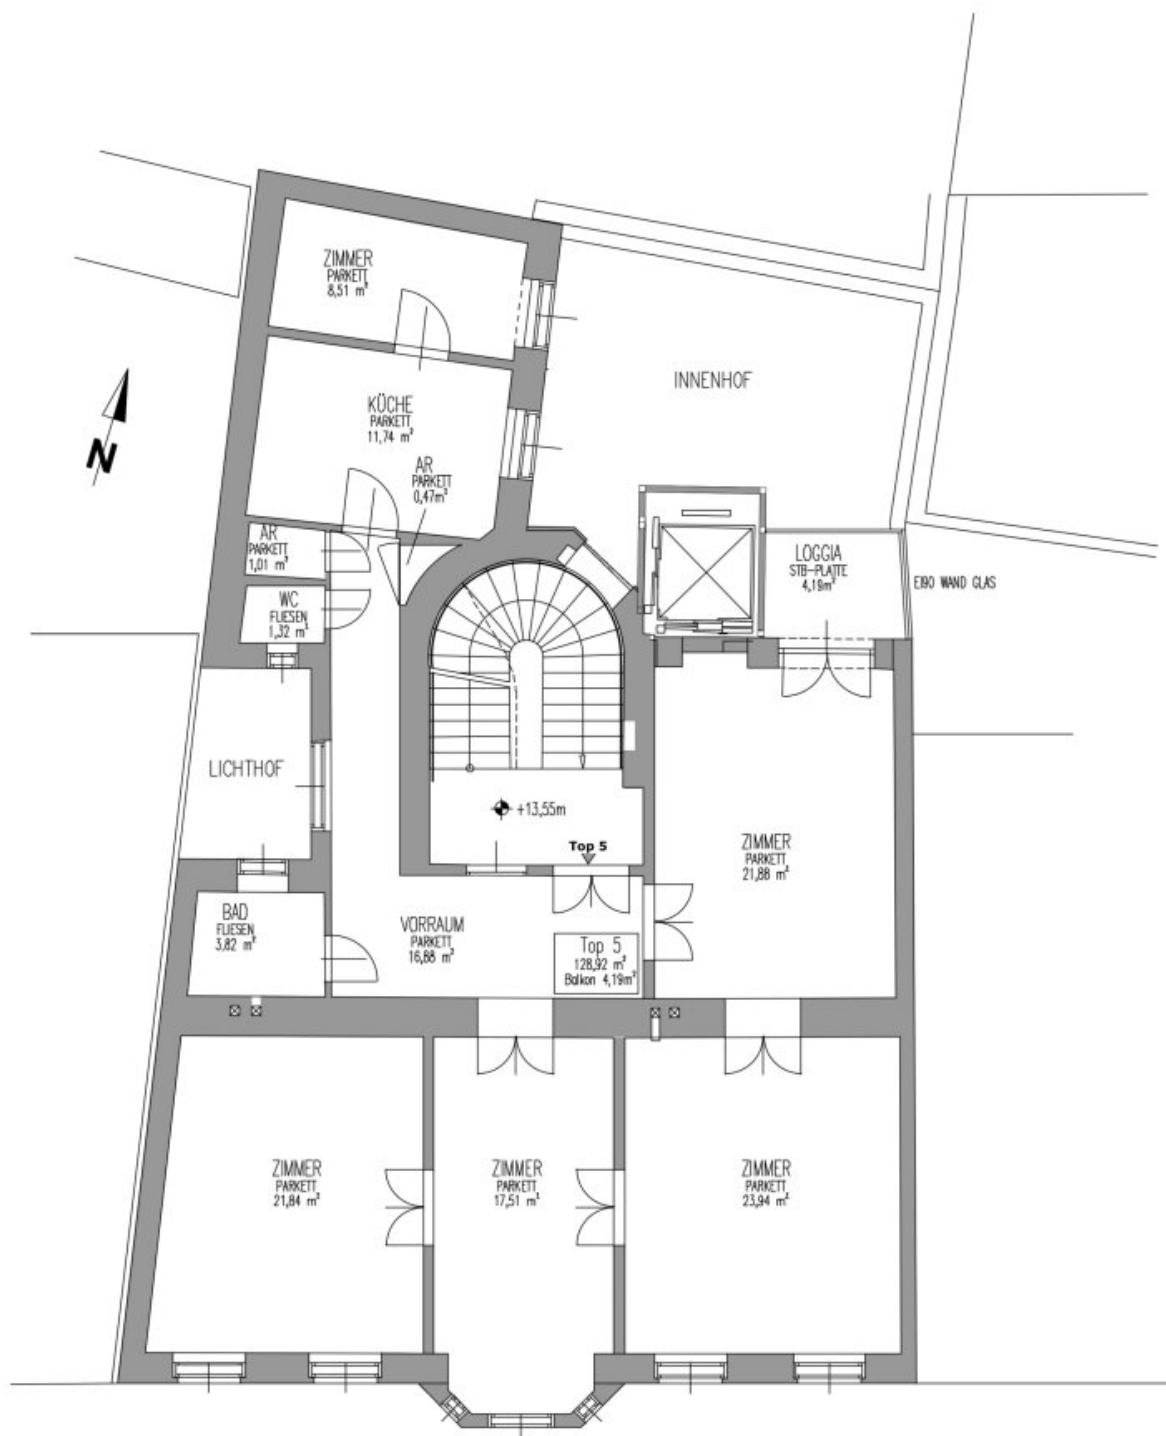 ZIMMER
PARKETT
8,51 m²
INNENHOF
KÜCHE
PARKETT
11,74 m²
N
AR
PARKETT
0,47m²
AR
PARKETT
1,01 m²
LOGGIA
STB-PLATTE
4,19m²
EI90 WAND GLAS
WC
FLIESEN
1,32 m²
LICHTHOF
+13,55m
Top 5
ZIMMER
PARKETT
21,88 m²
BAD
FLIESEN
3,82 m²
VORRAUM
PARKETT
16,88 m²
Top 5
128,92 m²
Balkon 4,19m²
ZIMMER
PARKETT
21,84 m²
ZIMMER
PARKETT
17,51 m²
ZIMMER
PARKETT
23,94 m²